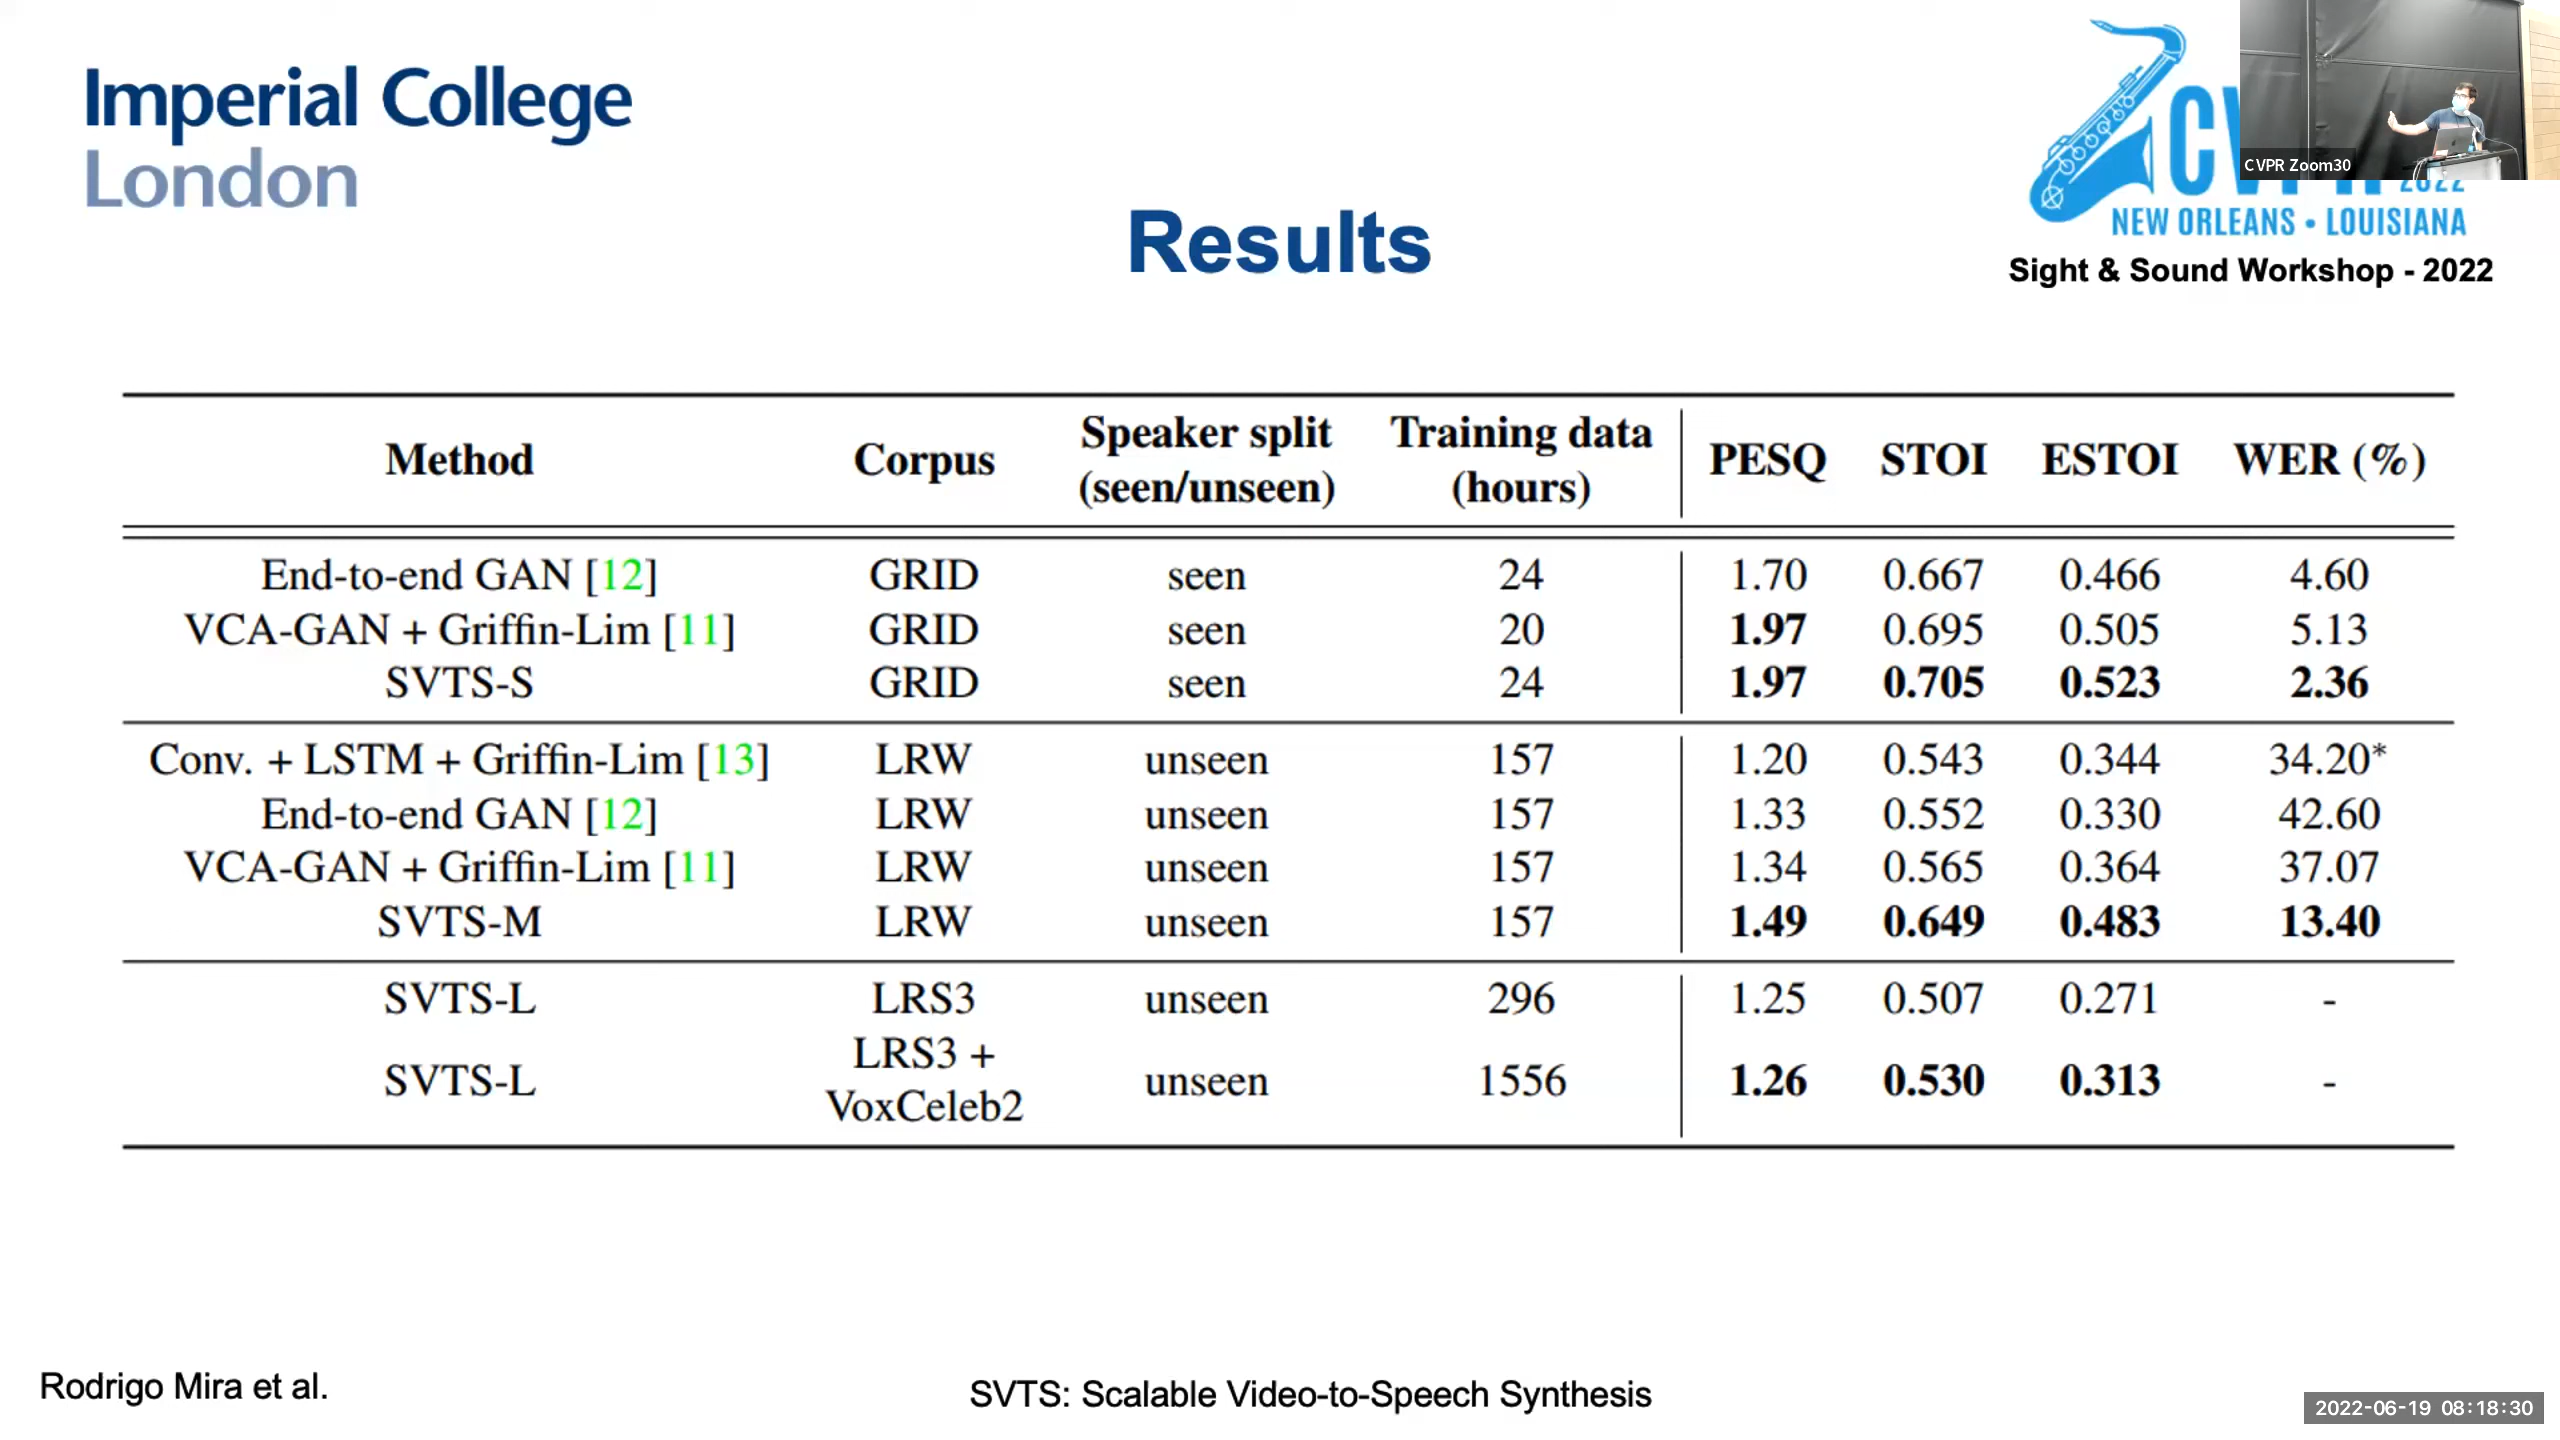 Imperial College
London
CVPR Zoom30
2022
NEW ORLEANS • LOUISIANA
Sight & Sound Workshop - 2022
Results
Method Corpus Speaker split (seen/unseen) Training data (hours) PESQ STOI ESTOI WER (%)
End-to-end GAN [12] GRID seen 24 1.70 0.667 0.466 4.60
VCA-GAN + Griffin-Lim [11] GRID seen 20 1.97 0.695 0.505 5.13
SVTS-S GRID seen 24 1.97 0.705 0.523 2.36
Conv. + LSTM + Griffin-Lim [13] LRW unseen 157 1.20 0.543 0.344 34.20*
End-to-end GAN [12] LRW unseen 157 1.33 0.552 0.330 42.60
VCA-GAN + Griffin-Lim [11] LRW unseen 157 1.34 0.565 0.364 37.07
SVTS-M LRW unseen 157 1.49 0.649 0.483 13.40
SVTS-L LRS3 unseen 296 1.25 0.507 0.271 -
SVTS-L LRS3 + VoxCeleb2 unseen 1556 1.26 0.530 0.313 -
Rodrigo Mira et al.
SVTS: Scalable Video-to-Speech Synthesis
2022-06-19 08:18:30